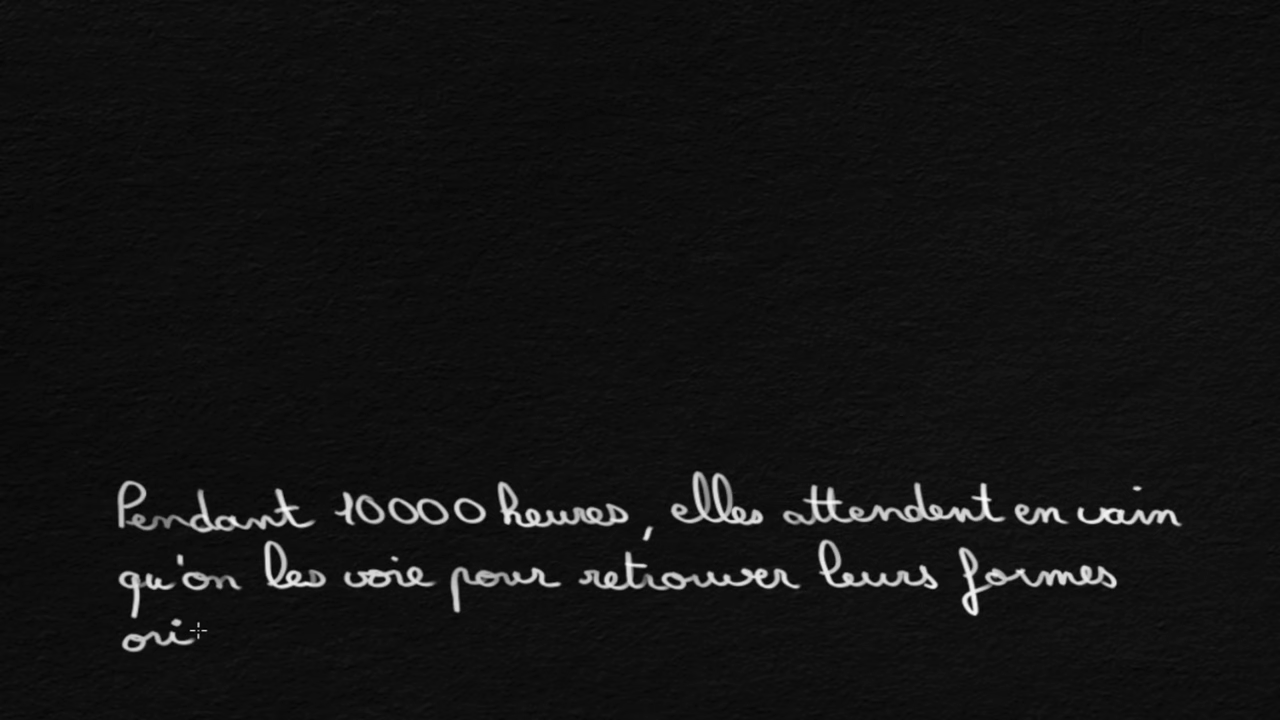 Pendant 10000 heures, elles attendent en vain
qu'on les voie pour retrouver leurs formes
ori